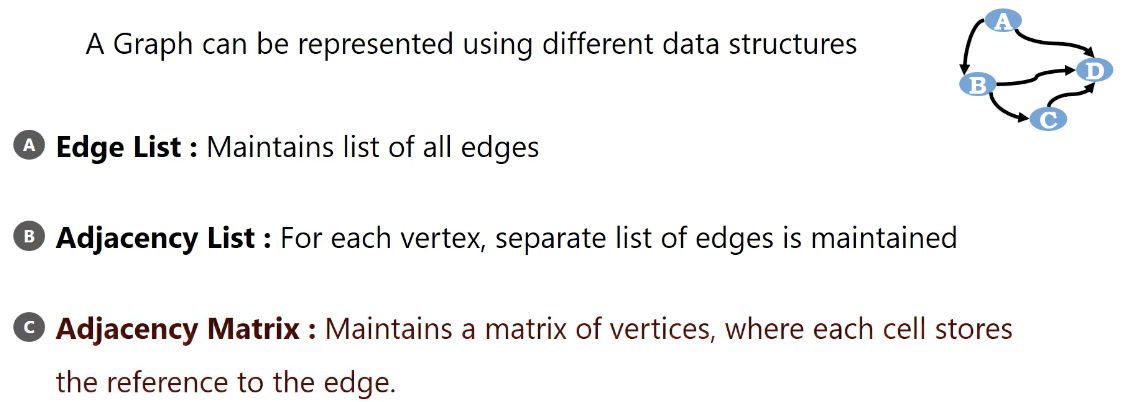 A Graph can be represented using different data structures
A
D
B
C
A Edge List : Maintains list of all edges
B Adjacency List : For each vertex, separate list of edges is maintained
C Adjacency Matrix : Maintains a matrix of vertices, where each cell stores
the reference to the edge.